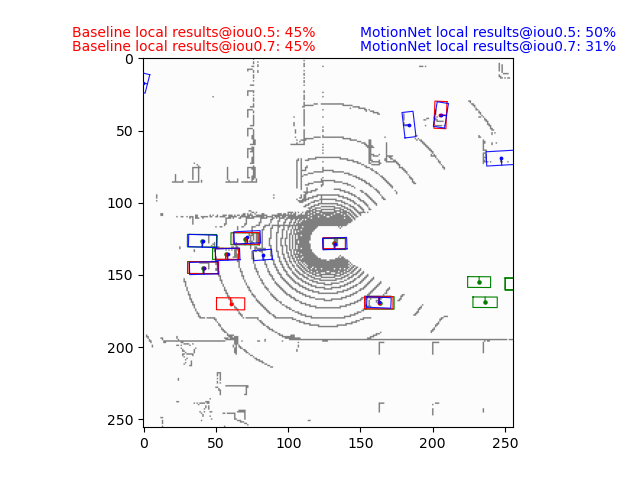 Baseline local results@iou0.5: 45% MotionNet local results@iou0.5: 50%
Baseline local results@iou0.7: 45% MotionNet local results@iou0.7: 31%
0
50
100
150
200
250
0 50 100 150 200 250